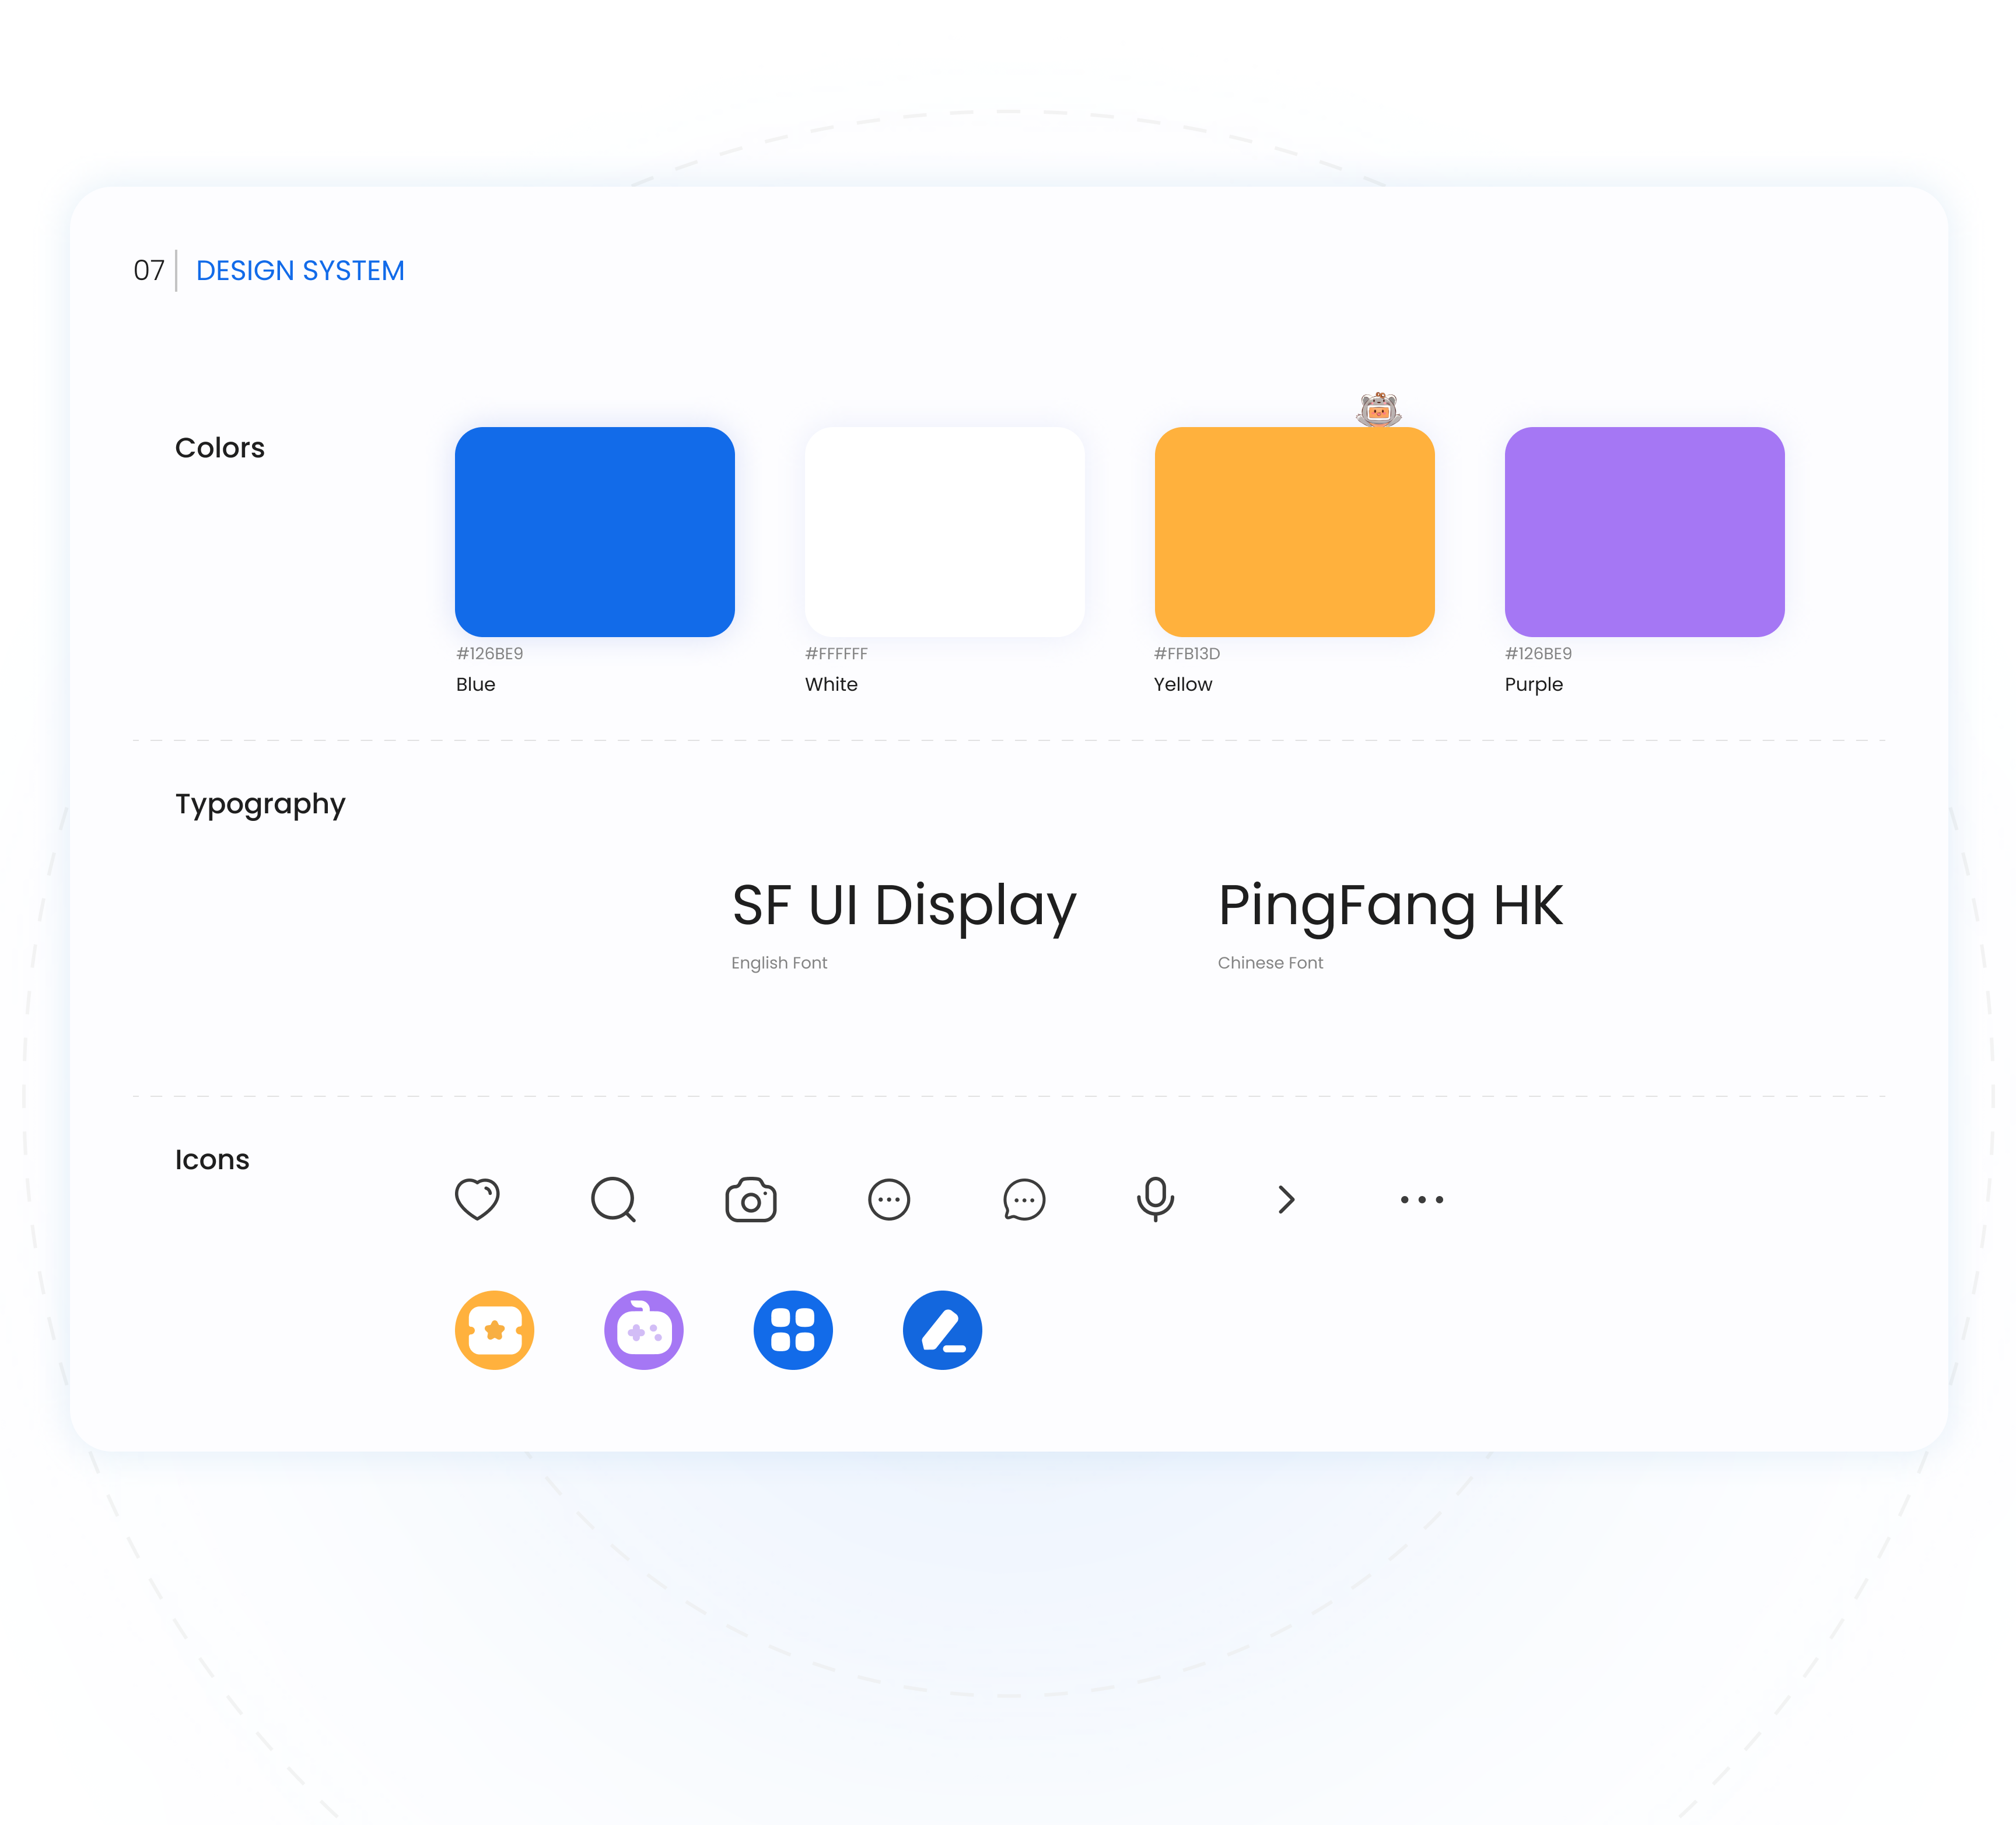 07 DESIGN SYSTEM
Colors
#126BE9
Blue
#FFFFFF
White
#FFB13D
Yellow
#126BE9
Purple
Typography
SF UI Display
English Font
PingFang HK
Chinese Font
Icons